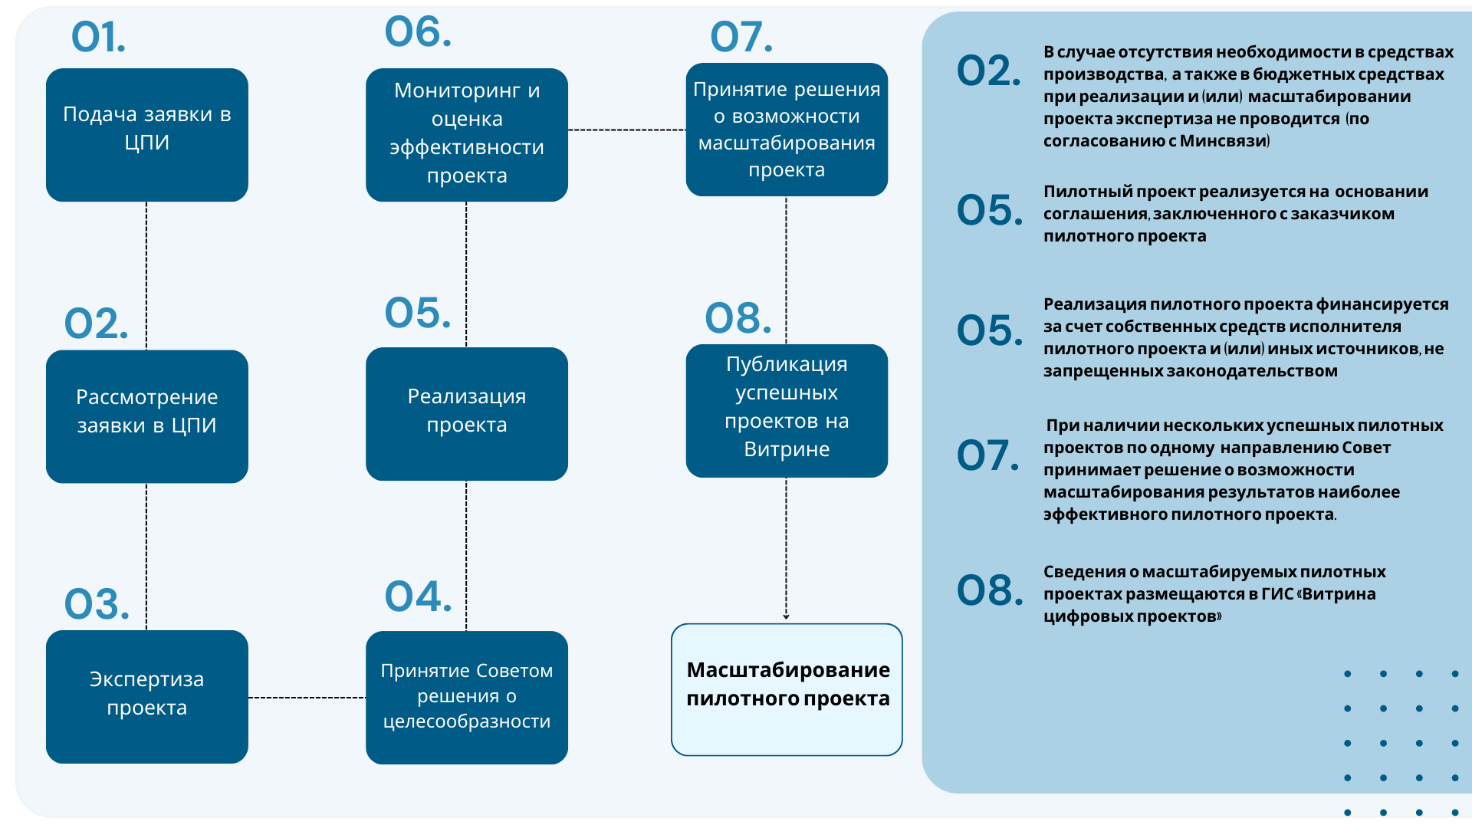 01.
Подача заявки в
ЦПИ
02.
Рассмотрение
заявки в ЦПИ
03.
Экспертиза
проекта
04.
Принятие Советом
решения о
целесообразности
05.
Реализация
проекта
06.
Мониторинг и
оценка
эффективности
проекта
07.
Принятие решения
о возможности
масштабирования
проекта
08.
Публикация
успешных
проектов на
Витрине
Масштабирование
пилотного проекта
02.
В случае отсутствия необходимости в средствах
производства, а также в бюджетных средствах
при реализации и (или) масштабировании
проекта экспертиза не проводится (по
согласованию с Минсвязи)
05.
Пилотный проект реализуется на основании
соглашения, заключенного с заказчиком
пилотного проекта
05.
Реализация пилотного проекта финансируется
за счет собственных средств исполнителя
пилотного проекта и (или) иных источников, не
запрещенных законодательством
07.
При наличии нескольких успешных пилотных
проектов по одному направлению Совет
принимает решение о возможности
масштабирования результатов наиболее
эффективного пилотного проекта.
08.
Сведения о масштабируемых пилотных
проектах размещаются в ГИС «Витрина
цифровых проектов»